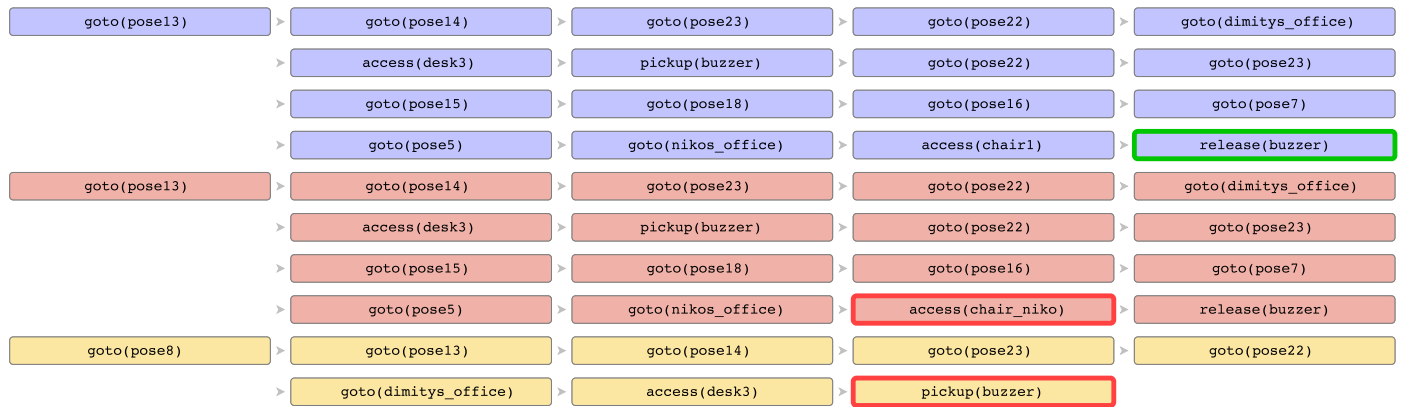 goto(pose13) goto(pose14) goto(pose23) goto(pose22) goto(dimitys_office)
access(desk3) pickup(buzzer) goto(pose22) goto(pose23)
goto(pose15) goto(pose18) goto(pose16) goto(pose7)
goto(pose5) goto(nikos_office) access(chair1) release(buzzer)
goto(pose13) goto(pose14) goto(pose23) goto(pose22) goto(dimitys_office)
access(desk3) pickup(buzzer) goto(pose22) goto(pose23)
goto(pose15) goto(pose18) goto(pose16) goto(pose7)
goto(pose5) goto(nikos_office) access(chair_niko) release(buzzer)
goto(pose8) goto(pose13) goto(pose14) goto(pose23) goto(pose22)
goto(dimitys_office) access(desk3) pickup(buzzer)